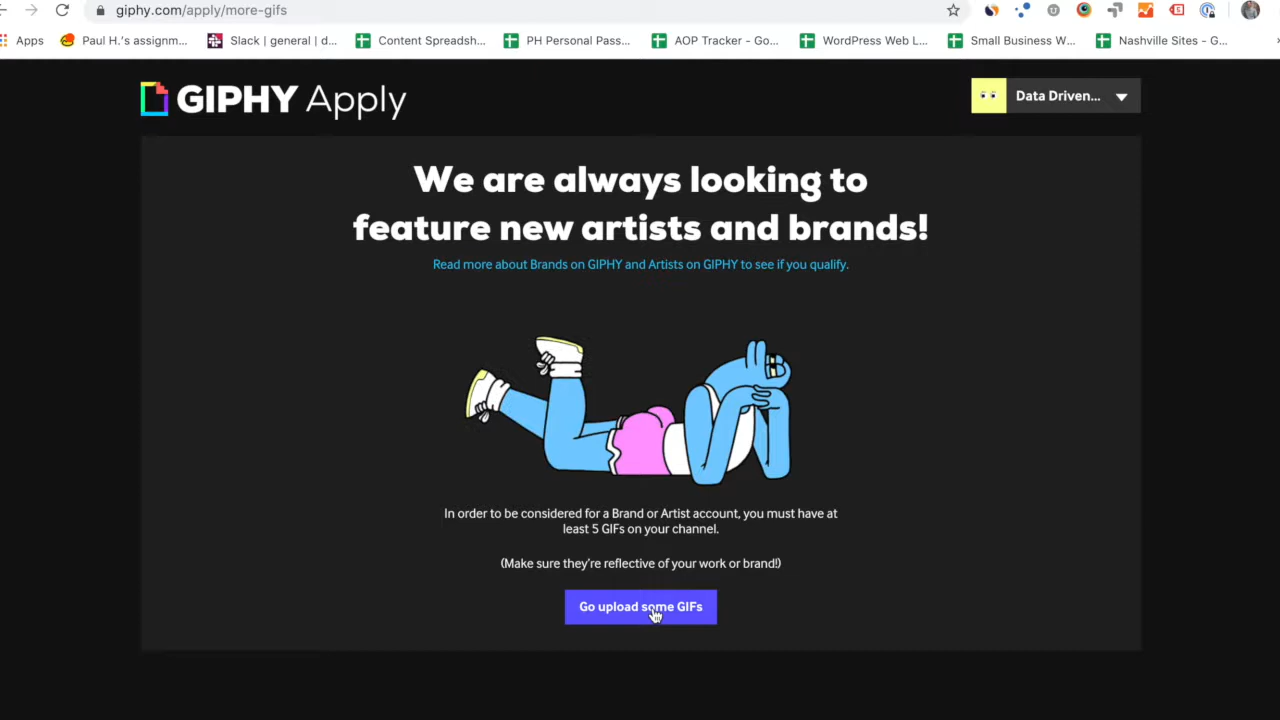 giphy.com/apply/more-gifs
Apps Paul H.'s assignm... Slack | general | d... Content Spreadsh... PH Personal Pass... AOP Tracker - Go... WordPress Web L... Small Business W... Nashville Sites - G...
GIPHY Apply
Data Driven...
We are always looking to
feature new artists and brands!
Read more about Brands on GIPHY and Artists on GIPHY to see if you qualify.
In order to be considered for a Brand or Artist account, you must have at
least 5 GIFs on your channel.
(Make sure they're reflective of your work or brand!)
Go upload some GIFs